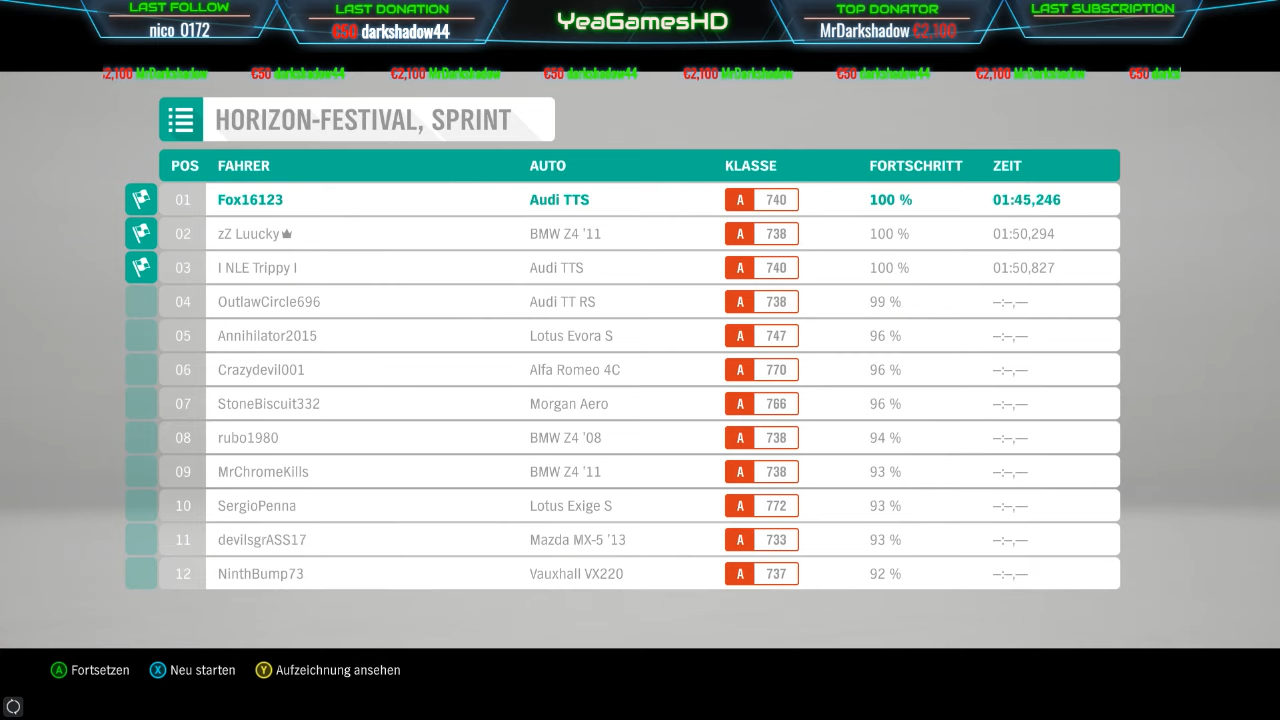 LAST FOLLOW
nico 0172
LAST DONATION
€50 darkshadow44
YeaGamesHD
TOP DONATOR
MrDarkshadow €2,100
LAST SUBSCRIPTION
2,100 MrDarkshadow €50 darkshadow44 €2,100 MrDarkshadow €50 darkshadow44 €2,100 MrDarkshadow €50 darkshadow44 €2,100 MrDarkshadow €50
HORIZON-FESTIVAL, SPRINT
POS FAHRER AUTO KLASSE FORTSCHRITT ZEIT
01 Fox16123 Audi TTS A 740 100 % 01:45,246
02 zZ Luucky BMW Z4 '11 A 738 100 % 01:50,294
03 I NLE Trippy I Audi TTS A 740 100 % 01:50,827
04 OutlawCircle696 Audi TT RS A 738 99 % --:--,---
05 Annihilator2015 Lotus Evora S A 747 96 % --:--,---
06 Crazydevil001 Alfa Romeo 4C A 770 96 % --:--,---
07 StoneBiscuit332 Morgan Aero A 766 96 % --:--,---
08 rubo1980 BMW Z4 '08 A 738 94 % --:--,---
09 MrChromeKills BMW Z4 '11 A 738 93 % --:--,---
10 SergioPenna Lotus Exige S A 772 93 % --:--,---
11 devilsgrASS17 Mazda MX-5 '13 A 733 93 % --:--,---
12 NinthBump73 Vauxhall VX220 A 737 92 % --:--,---
A Fortsetzen X Neu starten Y Aufzeichnung ansehen